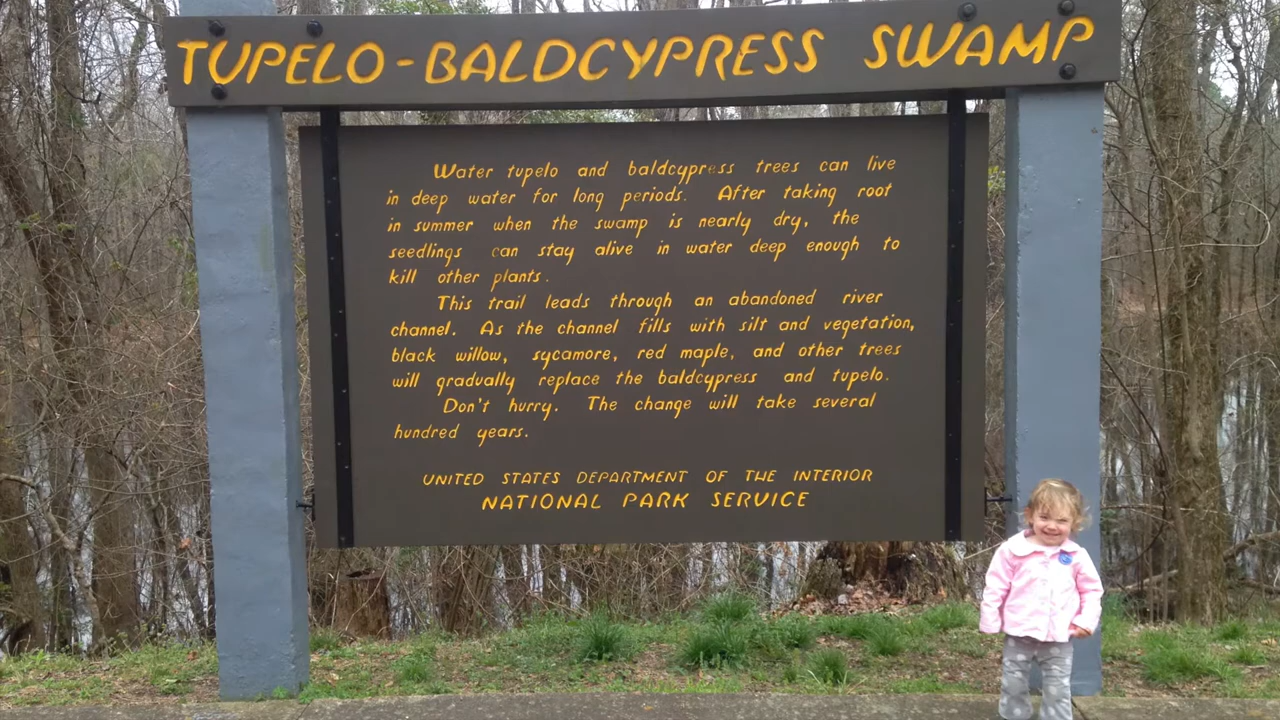 TUPELO - BALDCYPRESS SWAMP
Water tupelo and baldcypress trees can live
in deep water for long periods. After taking root
in summer when the swamp is nearly dry, the
seedlings can stay alive in water deep enough to
kill other plants.
This trail leads through an abandoned river
channel. As the channel fills with silt and vegetation,
black willow, sycamore, red maple, and other trees
will gradually replace the baldcypress and tupelo.
Don't hurry. The change will take several
hundred years.
UNITED STATES DEPARTMENT OF THE INTERIOR
NATIONAL PARK SERVICE